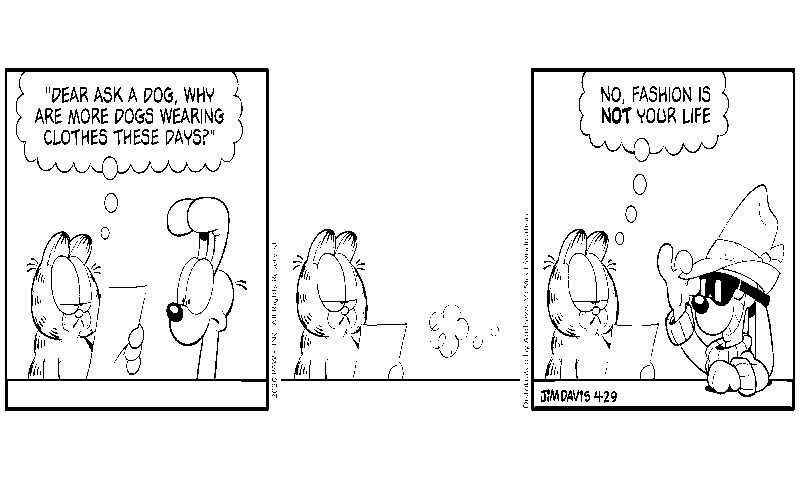 "DEAR ASK A DOG, WHY
ARE MORE DOGS WEARING
CLOTHES THESE DAYS?"
NO, FASHION IS
NOT YOUR LIFE
JIM DAVIS 4-29